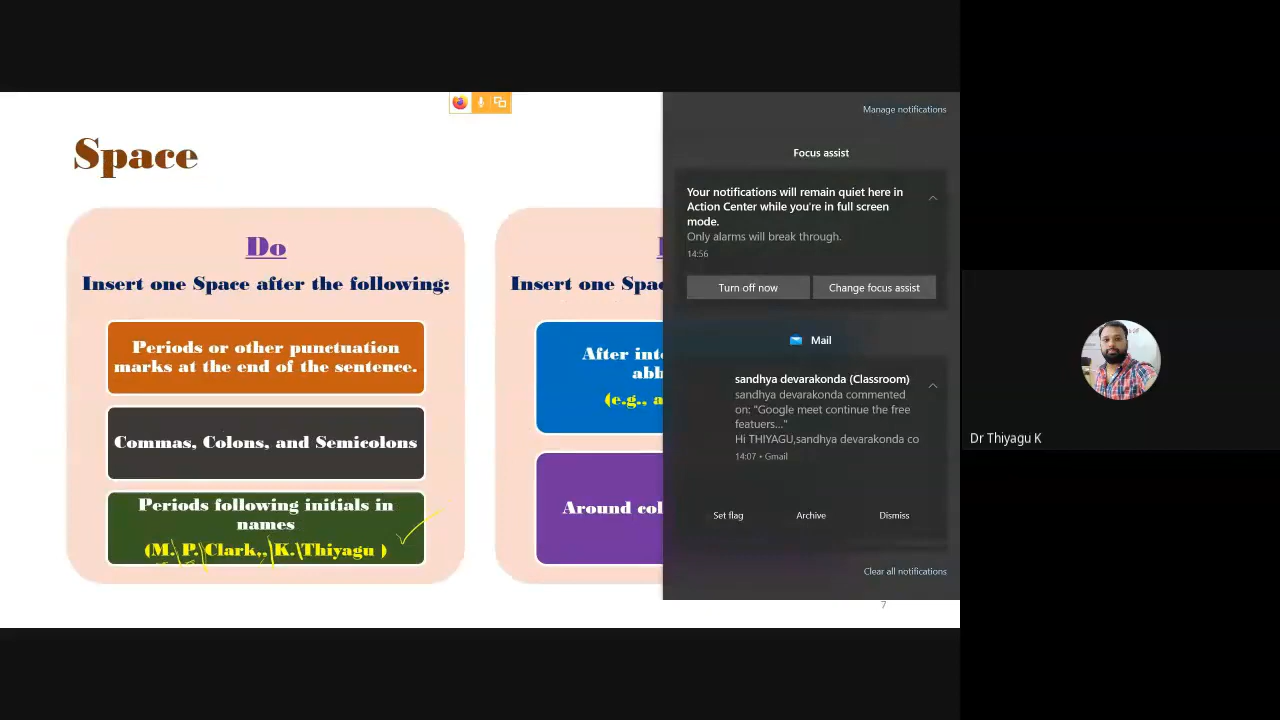 Space
Do
Insert one Space after the following:
Periods or other punctuation
marks at the end of the sentence.
Commas, Colons, and Semicolons
Periods following initials in
names
(M. P. Clark,, K. Thiyagu )
Insert one
After
(e.g.,
Around
Manage notifications
Focus assist
Your notifications will remain quiet here in
Action Center while you're in full screen
mode.
Only alarms will break through.
14:56
Turn off now
Change focus assist
Mail
sandhya devarakonda (Classroom)
sandhya devarakonda commented
on: "Google meet continue the free
featuers..."
Hi THIYAGU,sandhya devarakonda co
14:07 • Gmail
Set flag
Archive
Dismiss
Clear all notifications
7
Dr Thiyagu K